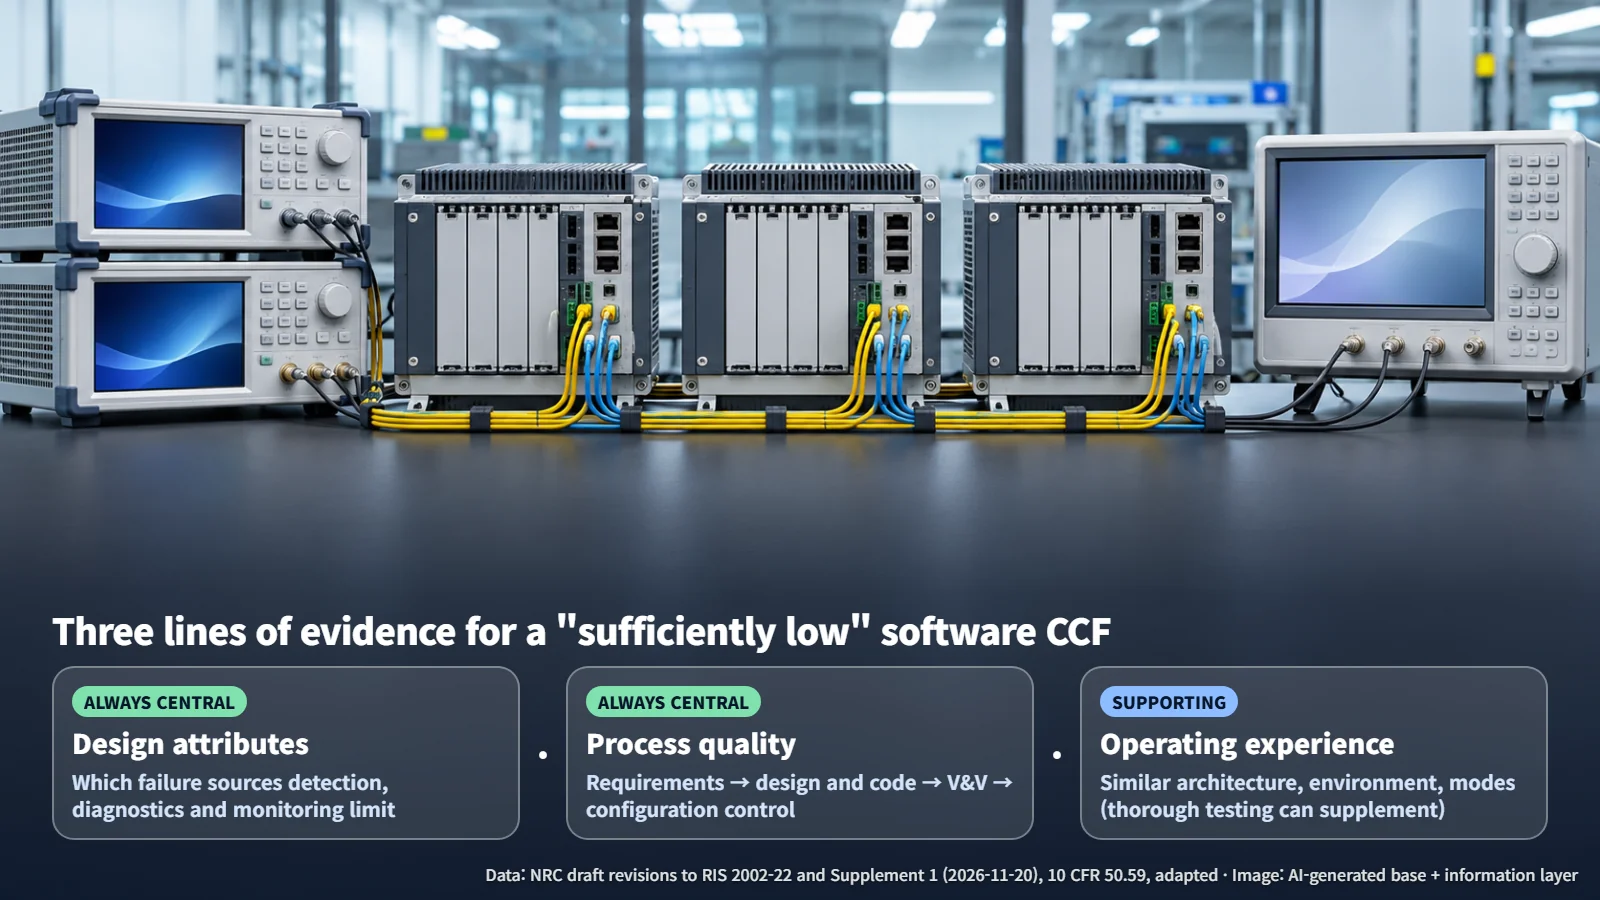 Three lines of evidence for a "sufficiently low" software CCF
ALWAYS CENTRAL
Design attributes
Which failure sources detection,
diagnostics and monitoring limit
·
ALWAYS CENTRAL
Process quality
Requirements → design and code → V&V →
configuration control
·
SUPPORTING
Operating experience
Similar architecture, environment, modes
(thorough testing can supplement)
Data: NRC draft revisions to RIS 2002-22 and Supplement 1 (2026-11-20), 10 CFR 50.59, adapted · Image: AI-generated base + information layer